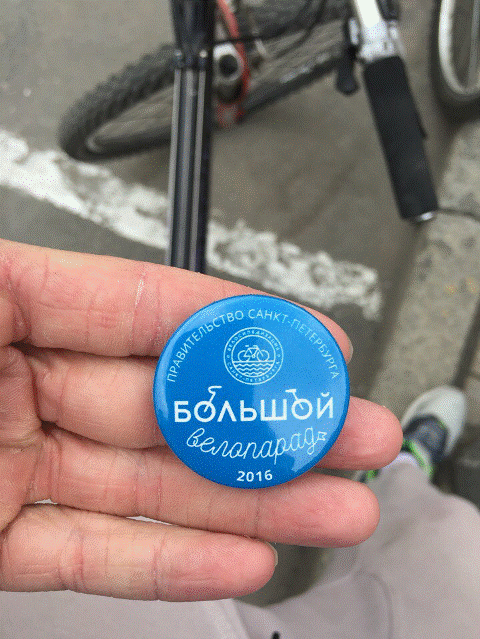 ПРАВИТЕЛЬСТВО САНКТ-ПЕТЕРБУРГА
БОЛЬШОЙ
велопарад
2016